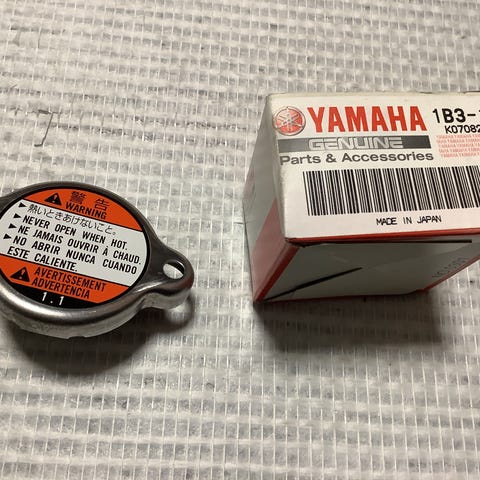 警告
WARNING
熱いときあけないこと。
NEVER OPEN WHEN HOT.
NE JAMAIS OUVRIR À CHAUD.
NO ABRIR NUNCA CUANDO
ESTE CALIENTE.
AVERTISSEMENT
ADVERTENCIA
1.1
YAMAHA
GENUINE
Parts & Accessories
1B3-
K0708
MADE IN JAPAN